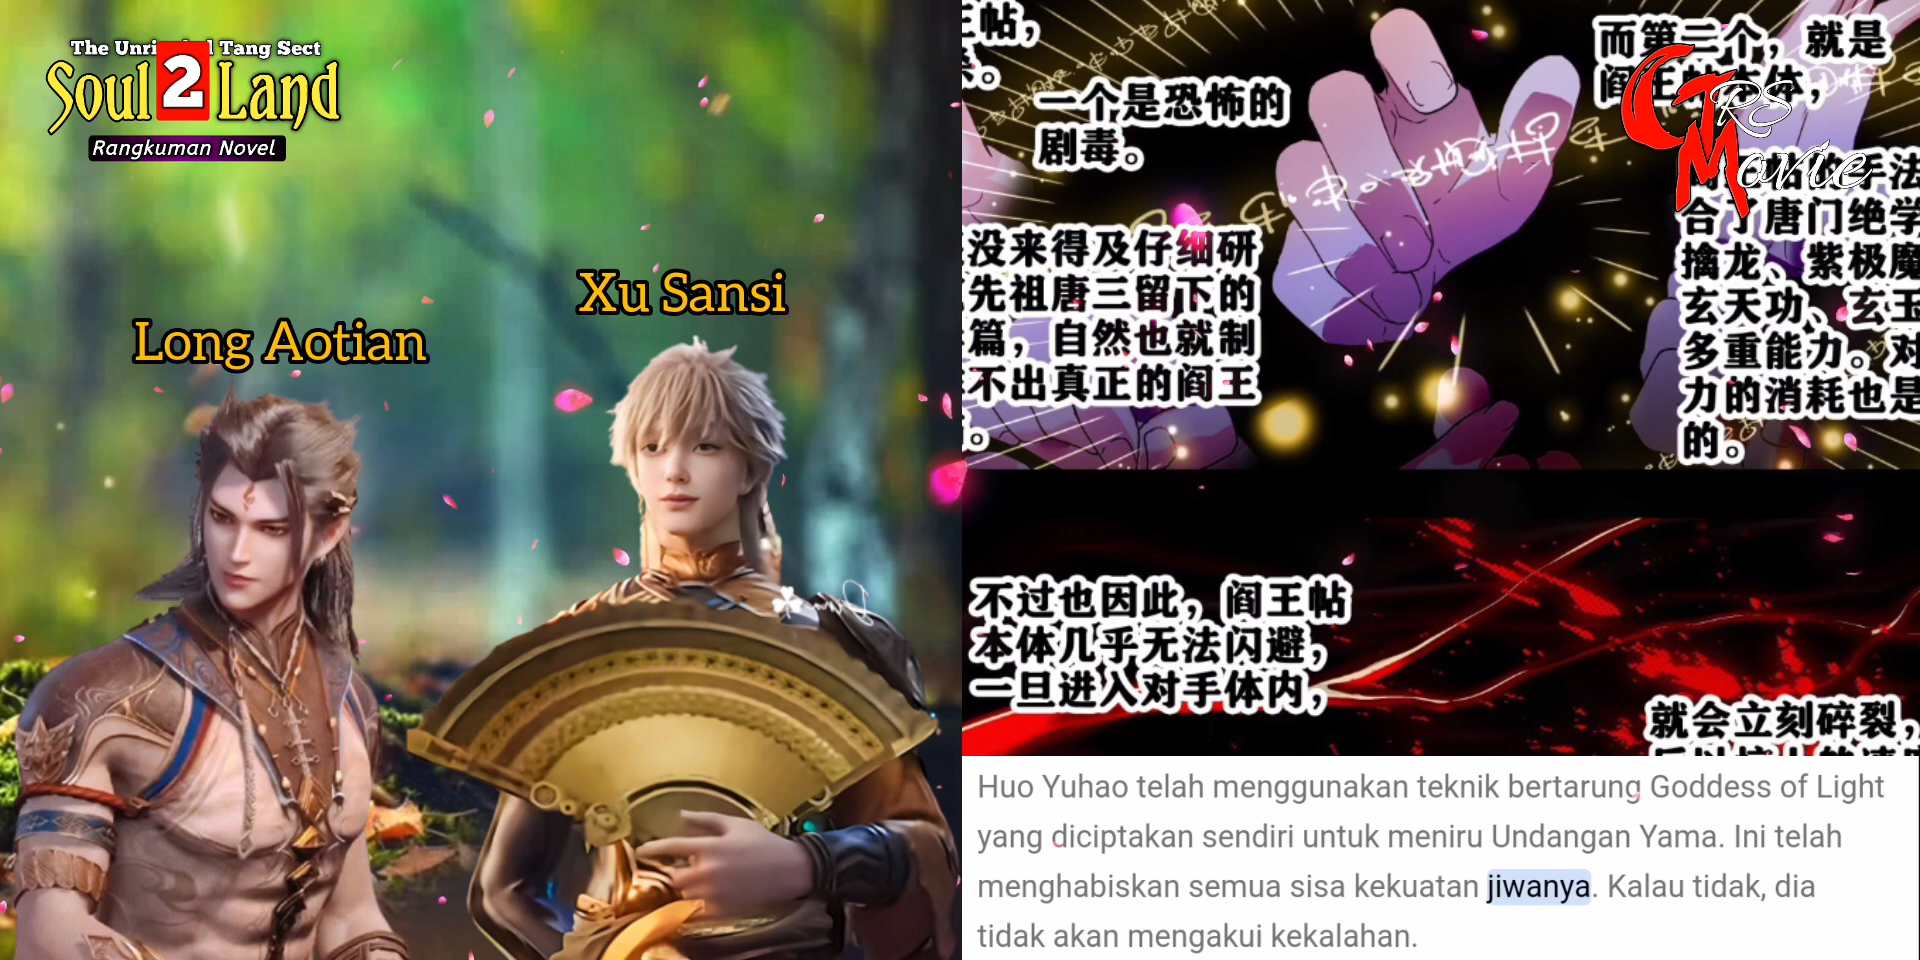 The Unri l Tang Sect
Soul 2 Land
Rangkuman Novel
Long Aotian
Xu Sansi
帖，
一个是恐怖的
剧毒。
没来得及仔细研
先祖唐三留下的
篇，自然也就制
不出真正的阎王
而第二个，就是
阎王帖本体，
CTRS
Movie
手法
合了唐门绝学
擒龙、紫极魔
玄天功、玄玉
多重能力。对
力的消耗也是
的。
不过也因此，阎王帖
本体几乎无法闪避，
一旦进入对手体内，
就会立刻碎裂，
Huo Yuhao telah menggunakan teknik bertarung Goddess of Light
yang diciptakan sendiri untuk meniru Undangan Yama. Ini telah
menghabiskan semua sisa kekuatan jiwanya. Kalau tidak, dia
tidak akan mengakui kekalahan.